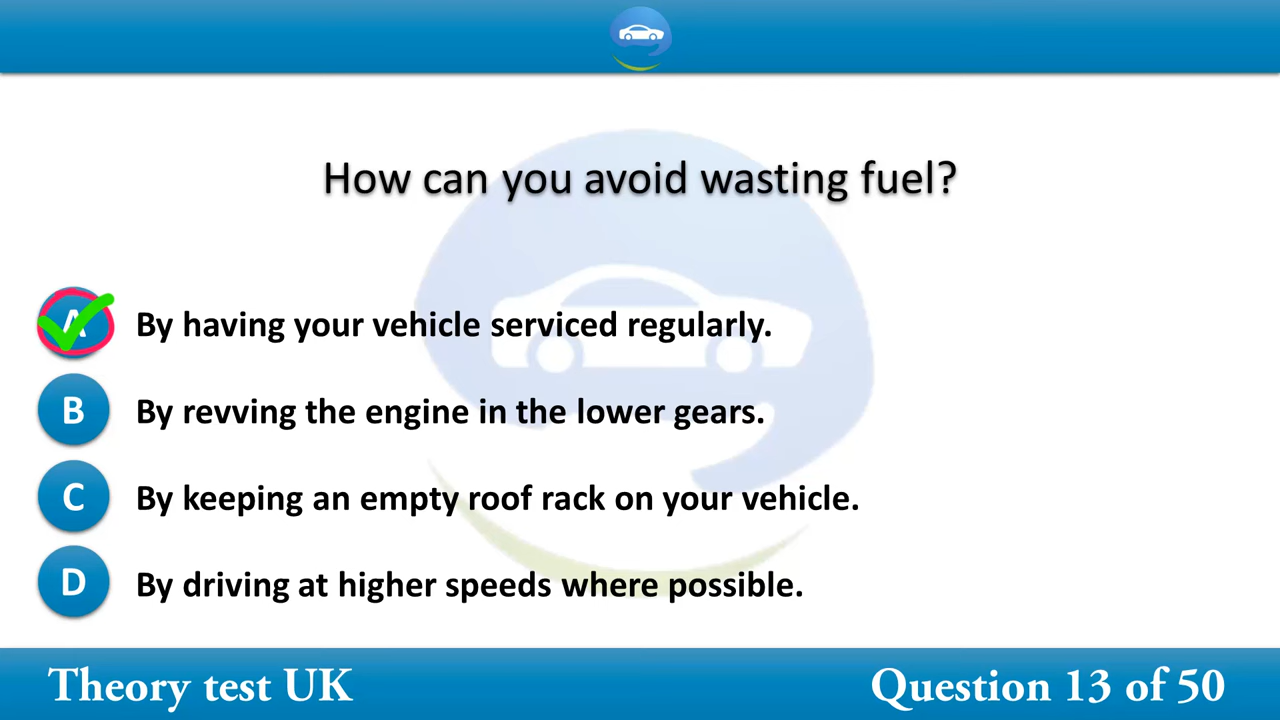 How can you avoid wasting fuel?
A By having your vehicle serviced regularly.
B By revving the engine in the lower gears.
C By keeping an empty roof rack on your vehicle.
D By driving at higher speeds where possible.
Theory test UK Question 13 of 50